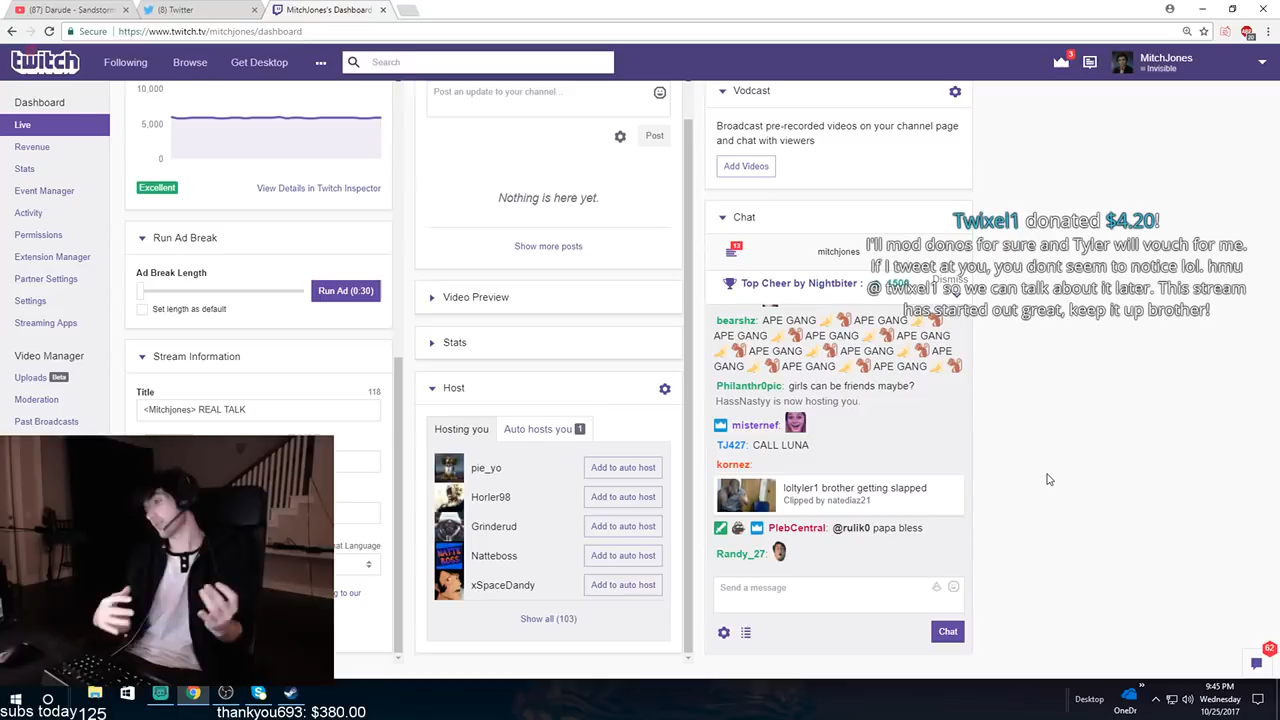 (87) Darude - Sandstorm
(8) Twitter
MitchJones's Dashboard
Secure
https://www.twitch.tv/mitchjones/dashboard
twitch
Following
Browse
Get Desktop
Search
3
MitchJones
Invisible
Dashboard
Live
Revenue
Stats
Event Manager
Activity
Permissions
Extension Manager
Partner Settings
Settings
Streaming Apps
Video Manager
Uploads Beta
Moderation
Past Broadcasts
10,000
5,000
0
Excellent
View Details in Twitch Inspector
Run Ad Break
Ad Break Length
Run Ad (0:30)
Set length as default
Stream Information
Title
118
<Mitchjones> REAL TALK
Language
Post an update to your channel...
Post
Nothing is here yet.
Show more posts
Video Preview
Stats
Host
Hosting you
Auto hosts you 1
pie_yo
Add to auto host
Horler98
Add to auto host
Grinderud
Add to auto host
Natteboss
Add to auto host
xSpaceDandy
Add to auto host
Show all (103)
Vodcast
Broadcast pre-recorded videos on your channel page
and chat with viewers
Add Videos
Chat
mitchjones
Twixel1 donated $4.20!
I'll mod donos for sure and Tyler will vouch for me.
If I tweet at you, you dont seem to notice lol. hmu
@ twixel1 so we can talk about it later. This stream
has started out great, keep it up brother!
Dismiss
Top Cheer by Nightbiter :
bearshz: APE GANG APE GANG
APE GANG APE GANG APE
GANG APE GANG APE GANG APE
GANG APE GANG APE GANG
Philanthr0pic: girls can be friends maybe?
HassNastyy is now hosting you.
misternef:
TJ427: CALL LUNA
kornez:
loltyler1 brother getting slapped
Clipped by natediaz21
PlebCentral: @rulik0 papa bless
Randy_27:
Send a message
Chat
62
subs today 125
thankyou693: $380.00
Desktop
OneDr
9:45 PM
Wednesday
10/25/2017